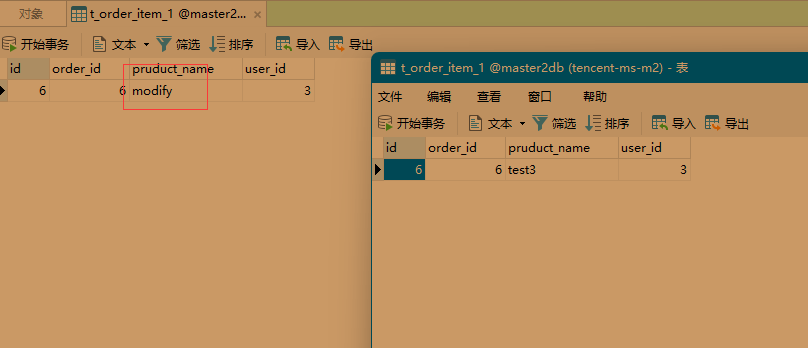 对象
t_order_item_1 @master2...
开始事务 文本 筛选 排序 导入 导出
id order_id pruduct_name user_id
6 6 modify 3
t_order_item_1 @master2db (tencent-ms-m2) - 表
文件 编辑 查看 窗口 帮助
开始事务 文本 筛选 排序 导入 导出
id order_id pruduct_name user_id
6 6 test3 3